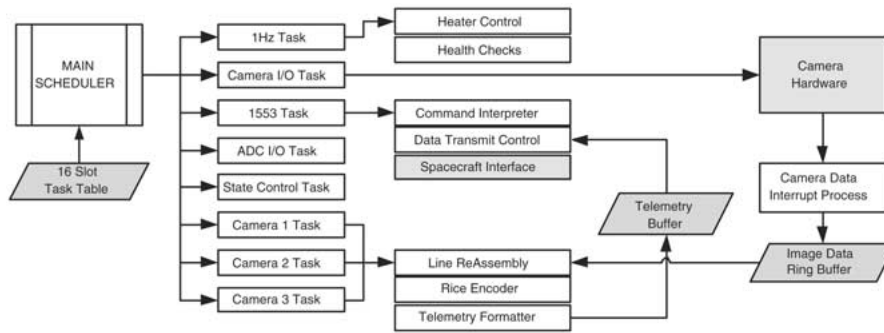 MAIN
SCHEDULER
16 Slot
Task Table
1Hz Task
Camera I/O Task
1553 Task
ADC I/O Task
State Control Task
Camera 1 Task
Camera 2 Task
Camera 3 Task
Heater Control
Health Checks
Command Interpreter
Data Transmit Control
Spacecraft Interface
Line ReAssembly
Rice Encoder
Telemetry Formatter
Telemetry
Buffer
Camera
Hardware
Camera Data
Interrupt Process
Image Data
Ring Buffer